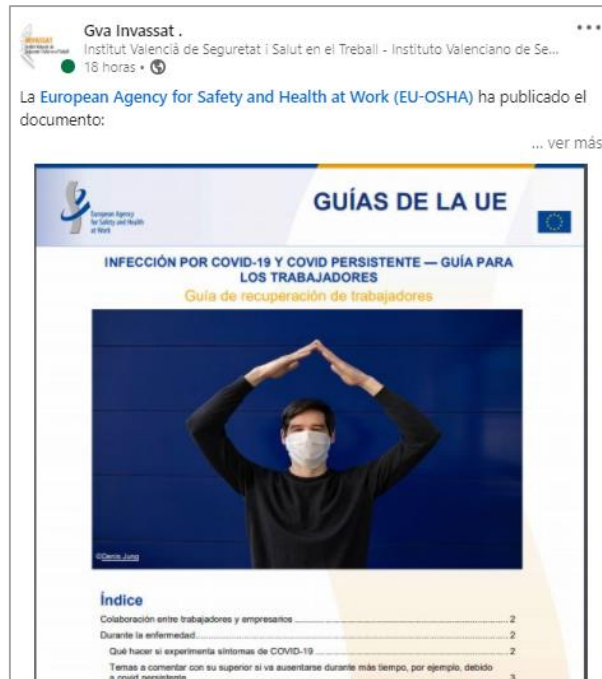 Gva Invassat .
Institut Valencià de Seguretat i Salut en el Treball - Instituto Valenciano de Se...
18 horas •
La European Agency for Safety and Health at Work (EU-OSHA) ha publicado el
documento:
... ver más
European Agency
for Safety and Health
at Work
GUÍAS DE LA UE
INFECCIÓN POR COVID-19 Y COVID PERSISTENTE — GUÍA PARA
LOS TRABAJADORES
Guía de recuperación de trabajadores
©Denis Jung
Índice
Colaboración entre trabajadores y empresarios 2
Durante la enfermedad 2
Qué hacer si experimenta síntomas de COVID-19 2
Temas a comentar con su superior si va ausentarse durante más tiempo, por ejemplo, debido
a covid persistente 3